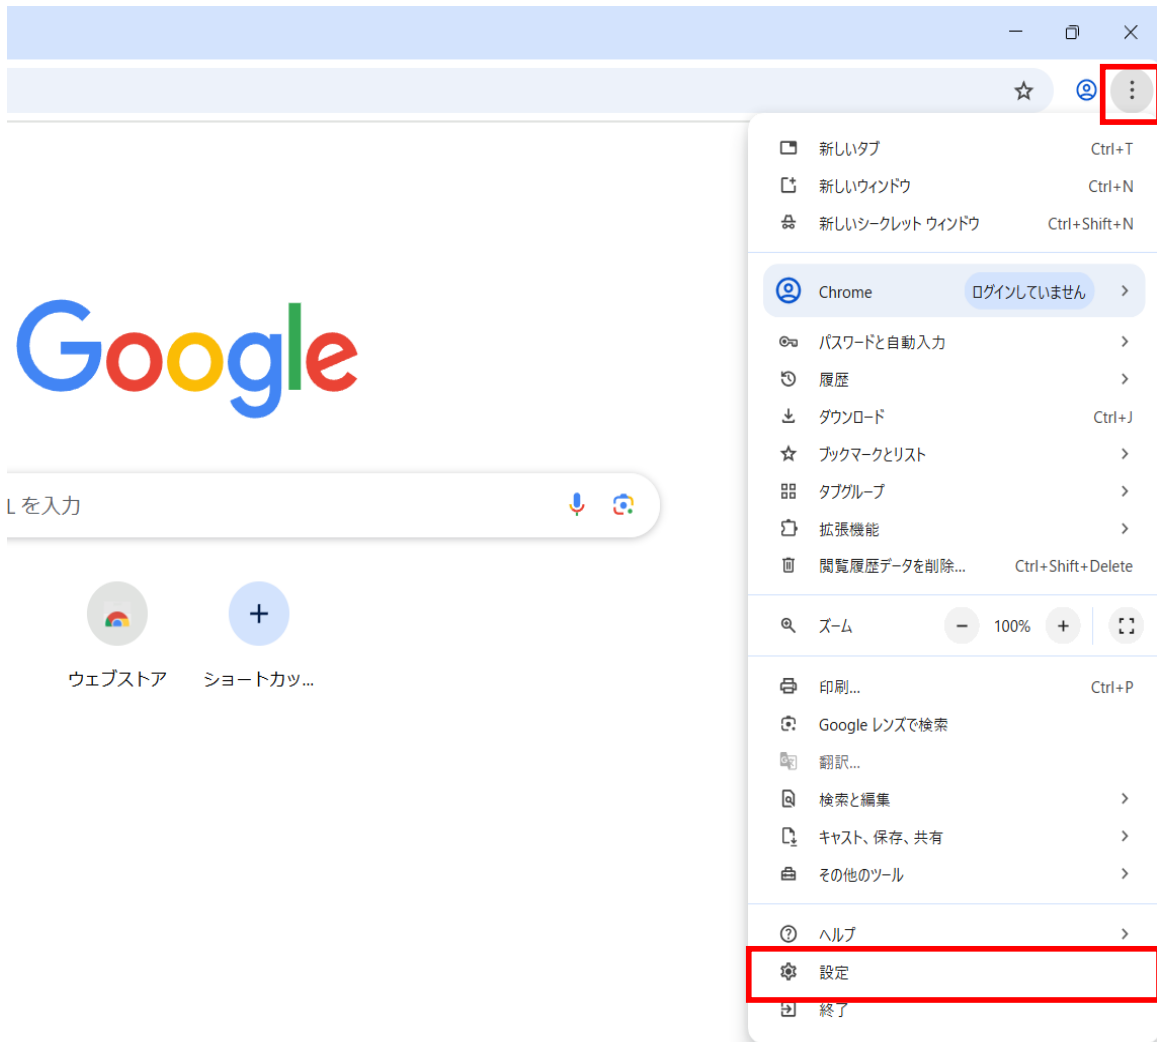 新しいタブ Ctrl+T
新しいウィンドウ Ctrl+N
新しいシークレット ウィンドウ Ctrl+Shift+N
Chrome ログインしていません
パスワードと自動入力
履歴
ダウンロード Ctrl+J
ブックマークとリスト
タブグループ
拡張機能
閲覧履歴データを削除... Ctrl+Shift+Delete
ズーム − 100% +
印刷... Ctrl+P
Google レンズで検索
翻訳...
検索と編集
キャスト、保存、共有
その他のツール
ヘルプ
設定
終了
Google
L を入力
ウェブストア ショートカッ...